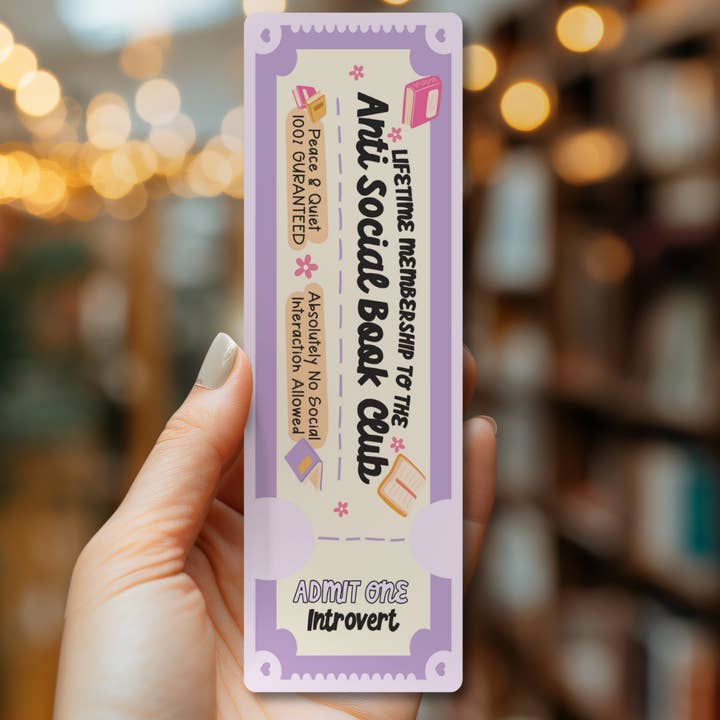 LIFETIME MEMBERSHIP TO THE
Anti Social Book Club
Peace & Quiet
100% GURANTEED
Absolutely No Social
Interaction Allowed
ADMIT ONE
Introvert